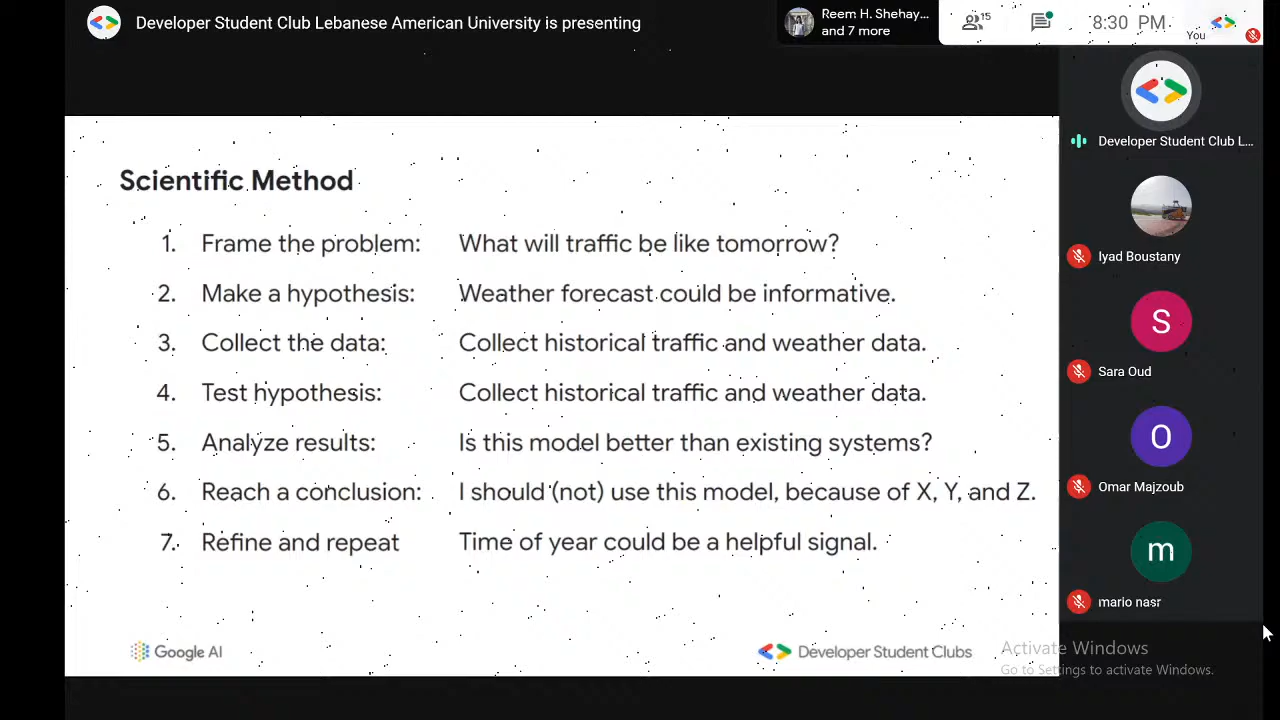 Developer Student Club Lebanese American University is presenting
Reem H. Shehay...
and 7 more
15
8:30 PM
You
Developer Student Club L...
Iyad Boustany
S
Sara Oud
O
Omar Majzoub
m
mario nasr
Scientific Method
1. Frame the problem: What will traffic be like tomorrow?
2. Make a hypothesis: Weather forecast could be informative.
3. Collect the data: Collect historical traffic and weather data.
4. Test hypothesis: Collect historical traffic and weather data.
5. Analyze results: Is this model better than existing systems?
6. Reach a conclusion: I should (not) use this model, because of X, Y, and Z.
7. Refine and repeat Time of year could be a helpful signal.
Google AI
Developer Student Clubs
Activate Windows
Go to Settings to activate Windows.